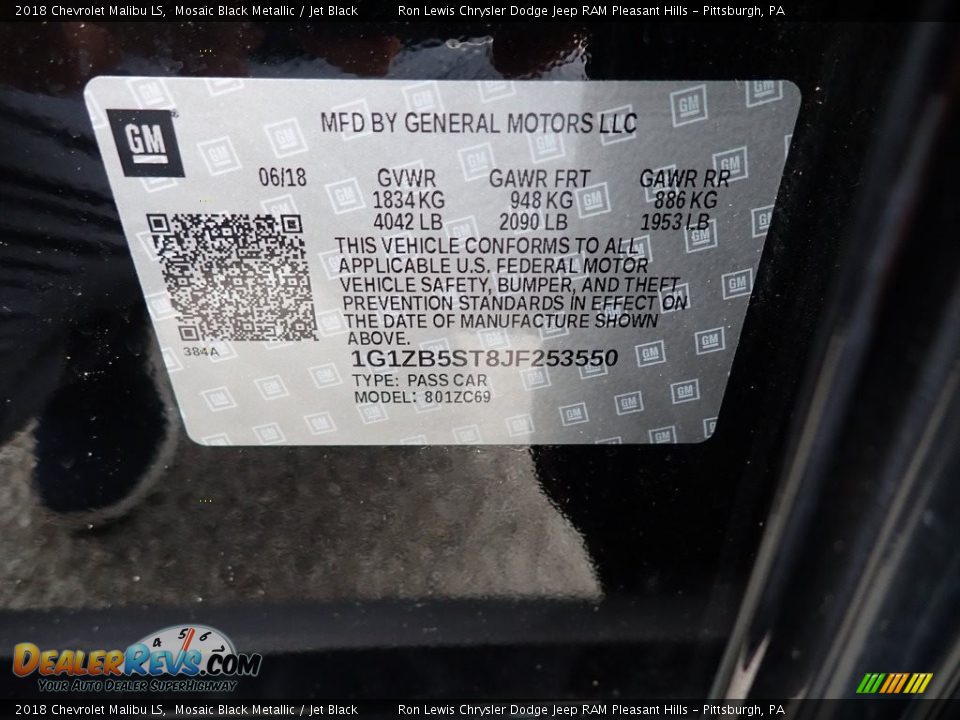 2018 Chevrolet Malibu LS, Mosaic Black Metallic / Jet Black Ron Lewis Chrysler Dodge Jeep RAM Pleasant Hills - Pittsburgh, PA
GM
MFD BY GENERAL MOTORS LLC
06/18 GVWR GAWR FRT GAWR RR
1834 KG 948 KG 886 KG
4042 LB 2090 LB 1953 LB
THIS VEHICLE CONFORMS TO ALL
APPLICABLE U.S. FEDERAL MOTOR
VEHICLE SAFETY, BUMPER, AND THEFT
PREVENTION STANDARDS IN EFFECT ON
THE DATE OF MANUFACTURE SHOWN
ABOVE.
384A
1G1ZB5ST8JF253550
TYPE: PASS CAR
MODEL: 801ZC69
4 5 6
DEALERREVS.COM
YOUR AUTO DEALER SUPERHIGHWAY
2018 Chevrolet Malibu LS, Mosaic Black Metallic / Jet Black Ron Lewis Chrysler Dodge Jeep RAM Pleasant Hills - Pittsburgh, PA